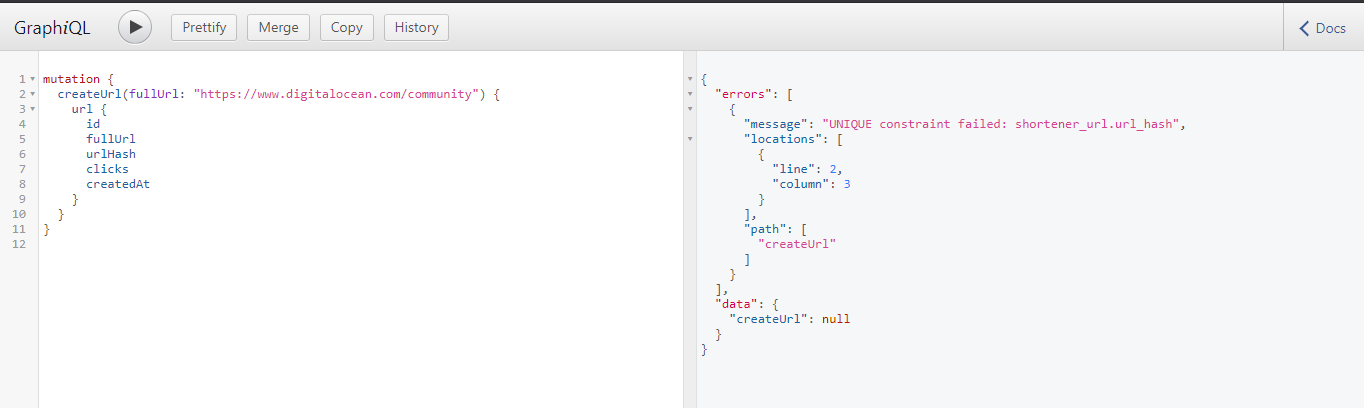 GraphiQL Prettify Merge Copy History Docs
1 mutation {
2 createUrl(fullUrl: "https://www.digitalocean.com/community") {
3 url {
4 id
5 fullUrl
6 urlHash
7 clicks
8 createdAt
9 }
10 }
11 }
12
{
"errors": [
{
"message": "UNIQUE constraint failed: shortener_url.url_hash",
"locations": [
{
"line": 2,
"column": 3
}
],
"path": [
"createUrl"
]
}
],
"data": {
"createUrl": null
}
}